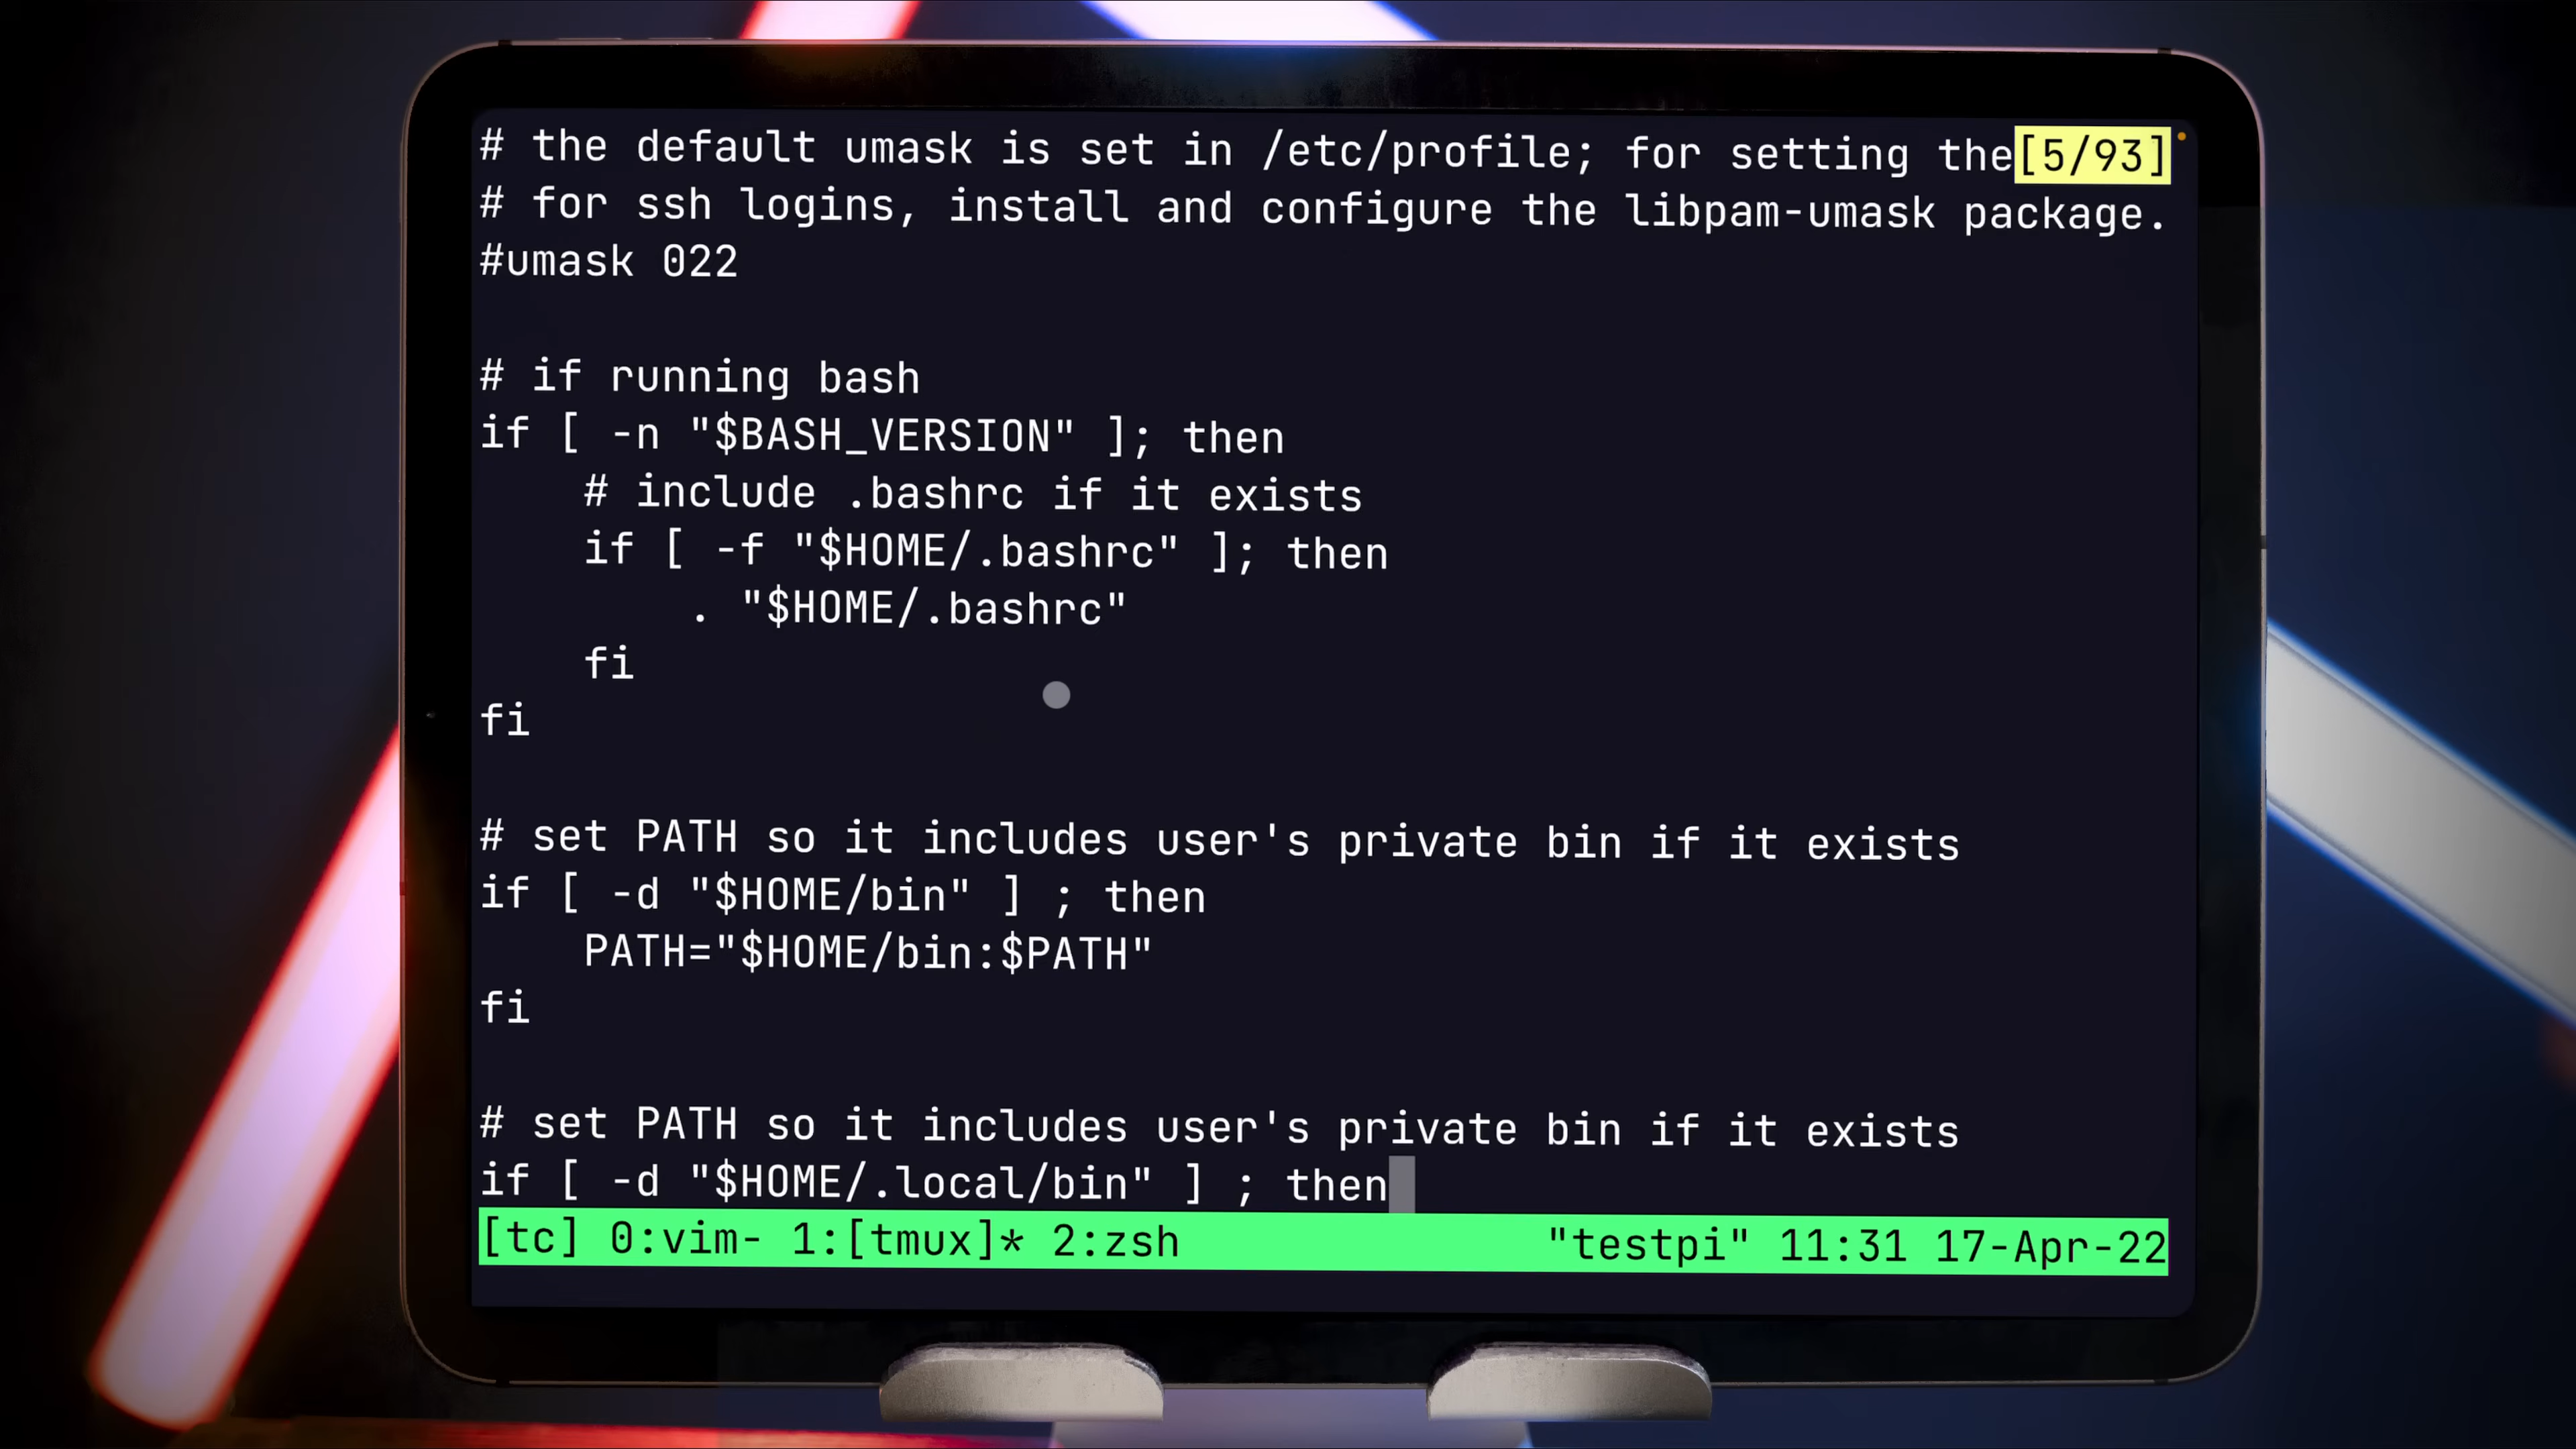 # the default umask is set in /etc/profile; for setting the[5/93]
# for ssh logins, install and configure the libpam-umask package.
#umask 022
# if running bash
if [ -n "$BASH_VERSION" ]; then
    # include .bashrc if it exists
    if [ -f "$HOME/.bashrc" ]; then
        . "$HOME/.bashrc"
    fi
fi
# set PATH so it includes user's private bin if it exists
if [ -d "$HOME/bin" ] ; then
    PATH="$HOME/bin:$PATH"
fi
# set PATH so it includes user's private bin if it exists
if [ -d "$HOME/.local/bin" ] ; then
[tc] 0:vim- 1:[tmux]* 2:zsh "testpi" 11:31 17-Apr-22